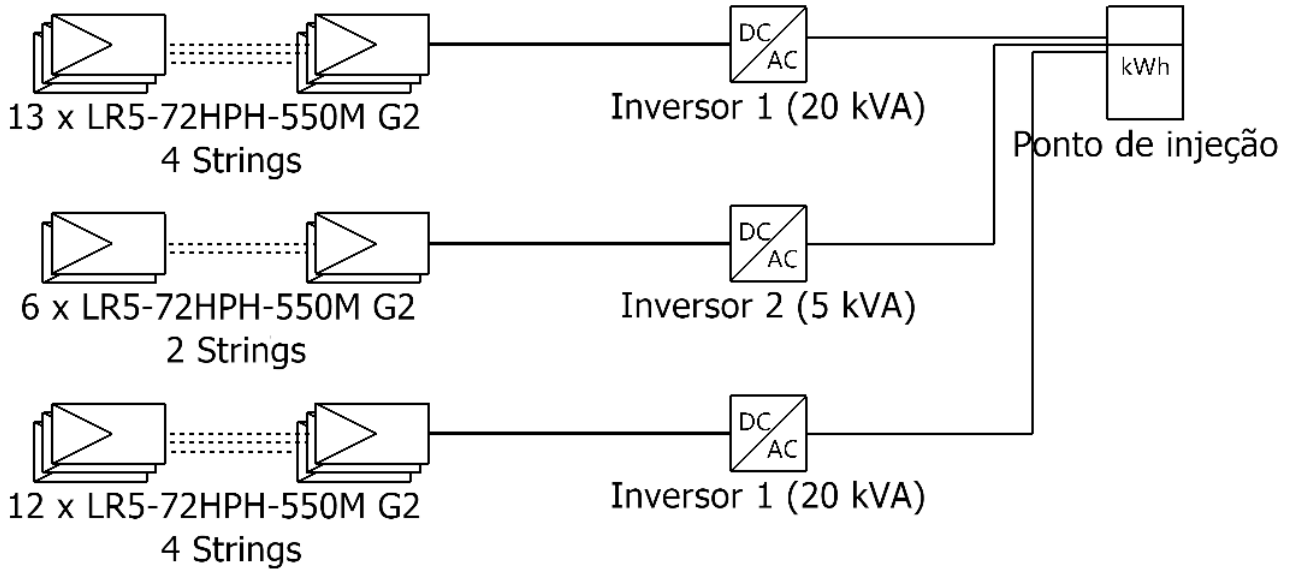 DC
AC
kWh
13 x LR5-72HPH-550M G2
4 Strings
Inversor 1 (20 kVA)
Ponto de injeção
DC
AC
6 x LR5-72HPH-550M G2
2 Strings
Inversor 2 (5 kVA)
DC
AC
12 x LR5-72HPH-550M G2
4 Strings
Inversor 1 (20 kVA)